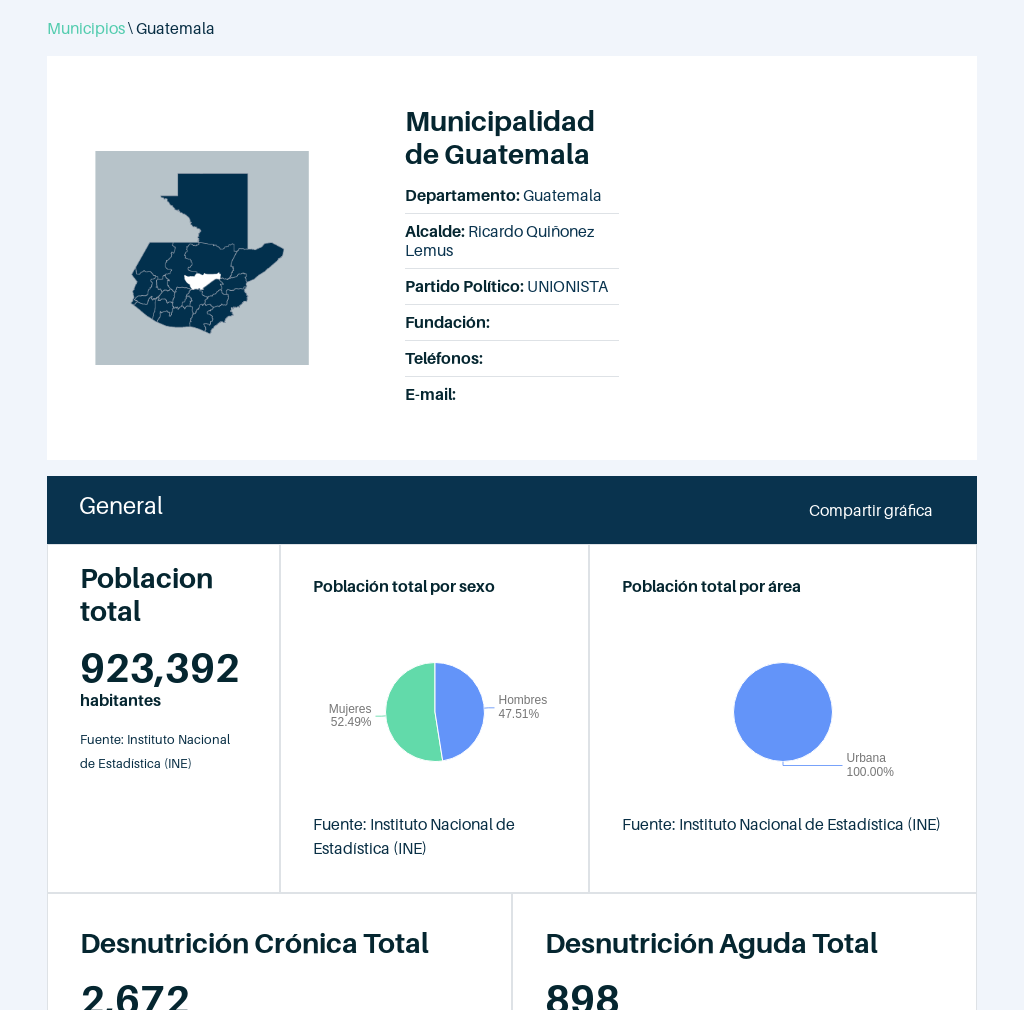 Municipios \ Guatemala
Municipalidad
de Guatemala
Departamento: Guatemala
Alcalde: Ricardo Quiñonez
Lemus
Partido Político: UNIONISTA
Fundación:
Teléfonos:
E-mail:
General
Compartir gráfica
Poblacion
total
923,392
habitantes
Fuente: Instituto Nacional
de Estadística (INE)
Población total por sexo
Mujeres
52.49%
Hombres
47.51%
Fuente: Instituto Nacional de
Estadística (INE)
Población total por área
Urbana
100.00%
Fuente: Instituto Nacional de Estadística (INE)
Desnutrición Crónica Total
2,672
Desnutrición Aguda Total
898